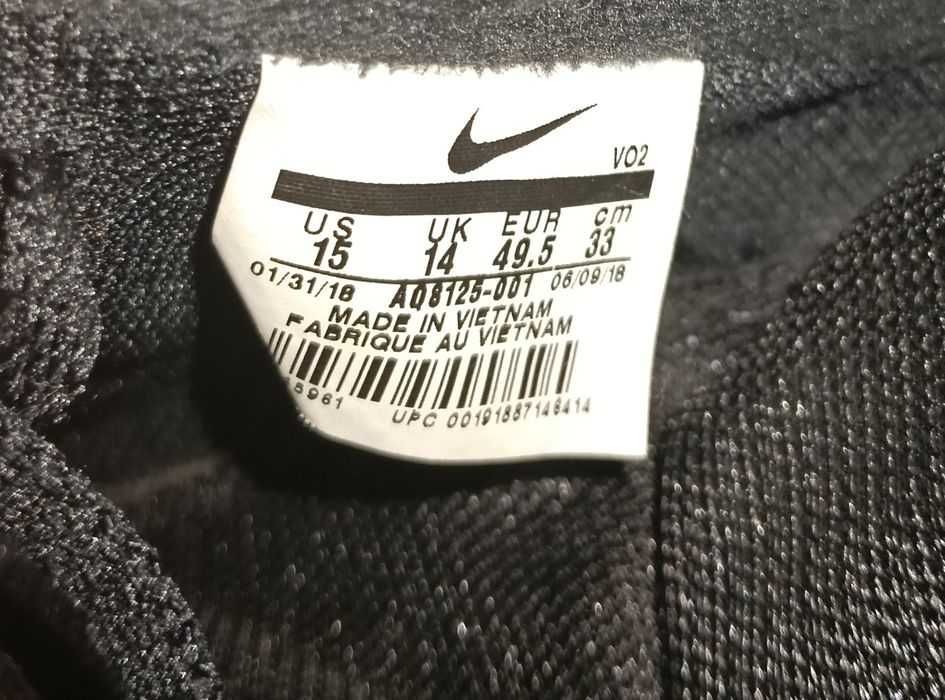 VO2
US UK EUR cm
15 14 49.5 33
01/31/18 AQ8125-001 06/09/18
MADE IN VIETNAM
FABRIQUE AU VIETNAM
UPC 00191887148414